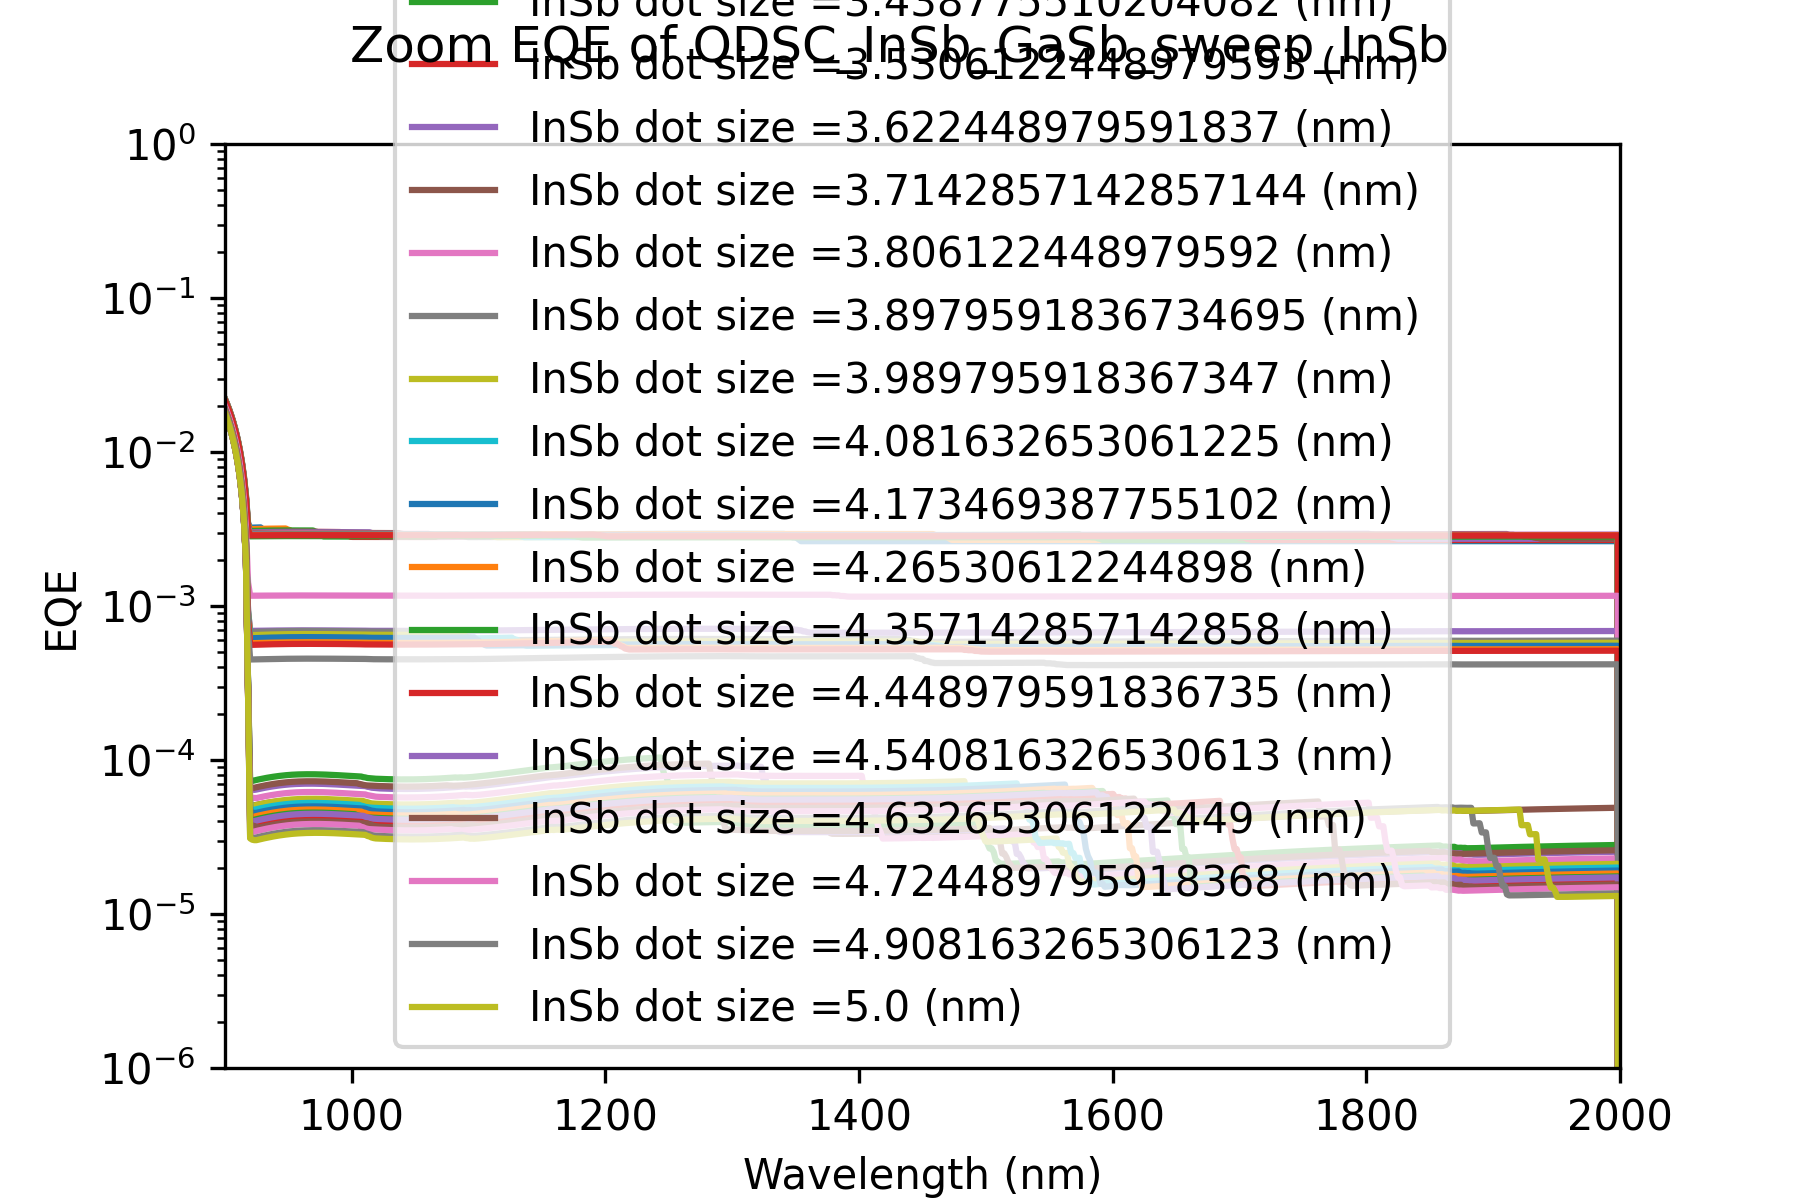 InSb dot size =3.438775510204082 (nm)
Zoom EQE of QDSC_InSb_GaSb_sweep_InSb
InSb dot size =3.5306122448979593 (nm)
InSb dot size =3.622448979591837 (nm)
InSb dot size =3.7142857142857144 (nm)
InSb dot size =3.806122448979592 (nm)
InSb dot size =3.8979591836734695 (nm)
InSb dot size =3.989795918367347 (nm)
InSb dot size =4.081632653061225 (nm)
InSb dot size =4.173469387755102 (nm)
InSb dot size =4.26530612244898 (nm)
InSb dot size =4.357142857142858 (nm)
InSb dot size =4.448979591836735 (nm)
InSb dot size =4.540816326530613 (nm)
InSb dot size =4.63265306122449 (nm)
InSb dot size =4.724489795918368 (nm)
InSb dot size =4.908163265306123 (nm)
InSb dot size =5.0 (nm)
10⁰
10⁻¹
10⁻²
10⁻³
10⁻⁴
10⁻⁵
10⁻⁶
EQE
1000 1200 1400 1600 1800 2000
Wavelength (nm)